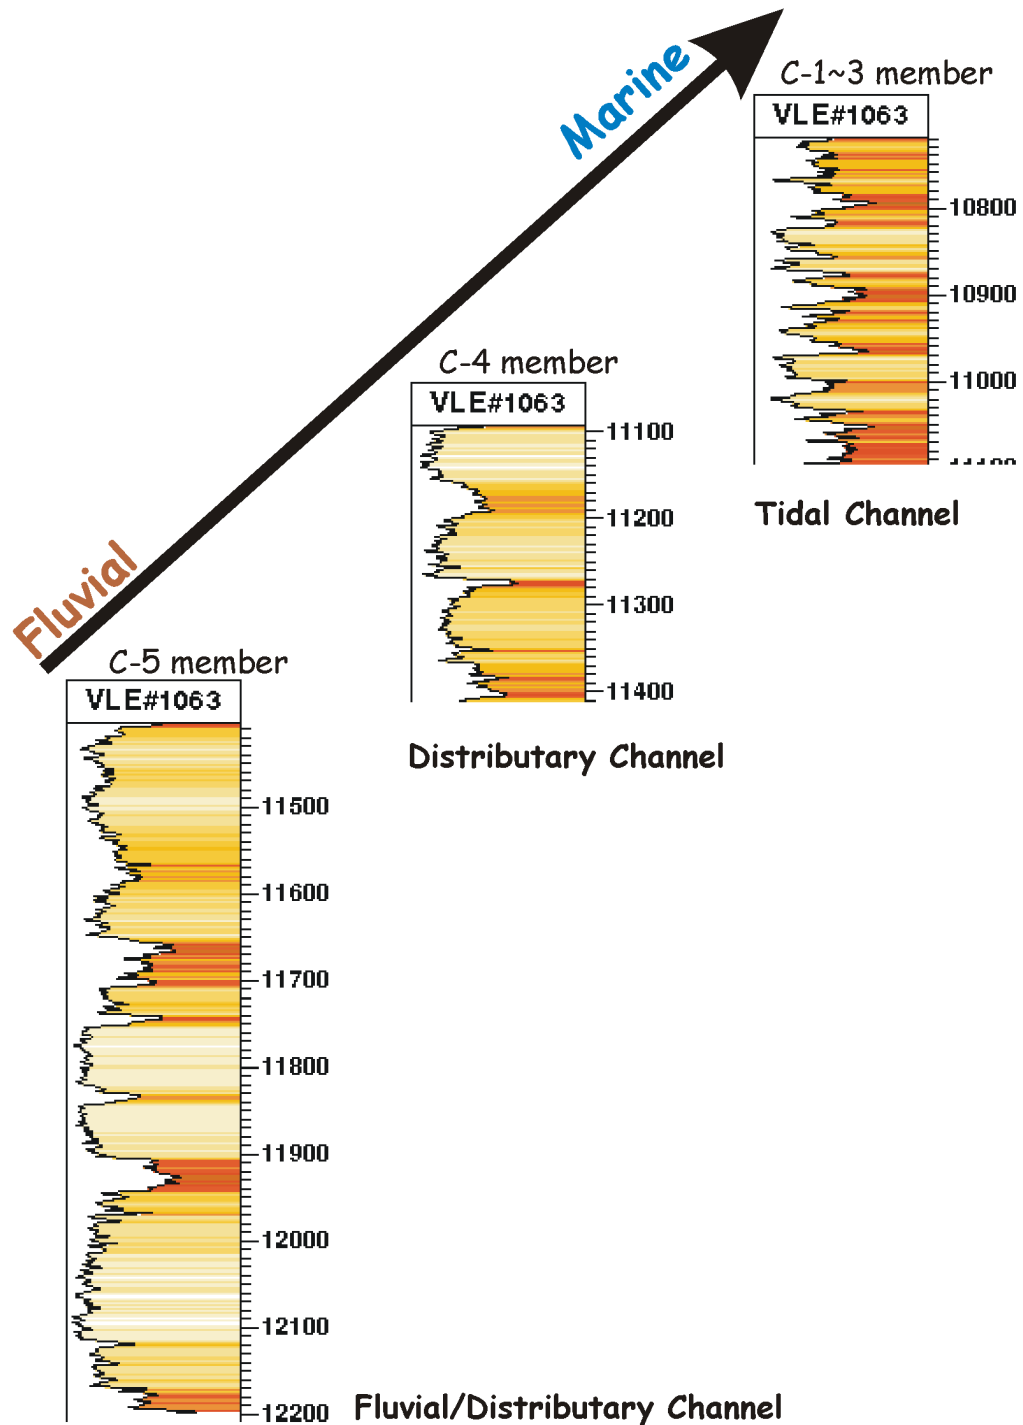 Marine
C-1~3 member
VLE#1063
10800
10900
11000
11100
Tidal Channel
C-4 member
VLE#1063
11100
11200
11300
11400
Distributary Channel
Fluvial
C-5 member
VLE#1063
11500
11600
11700
11800
11900
12000
12100
12200
Fluvial/Distributary Channel